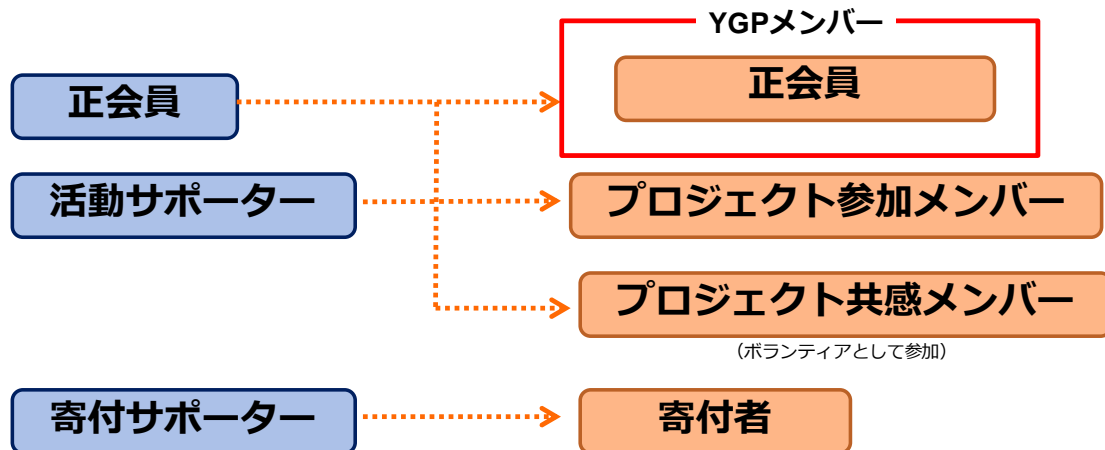 YGPメンバー
正会員
正会員
活動サポーター
プロジェクト参加メンバー
プロジェクト共感メンバー
（ボランティアとして参加）
寄付サポーター
寄付者